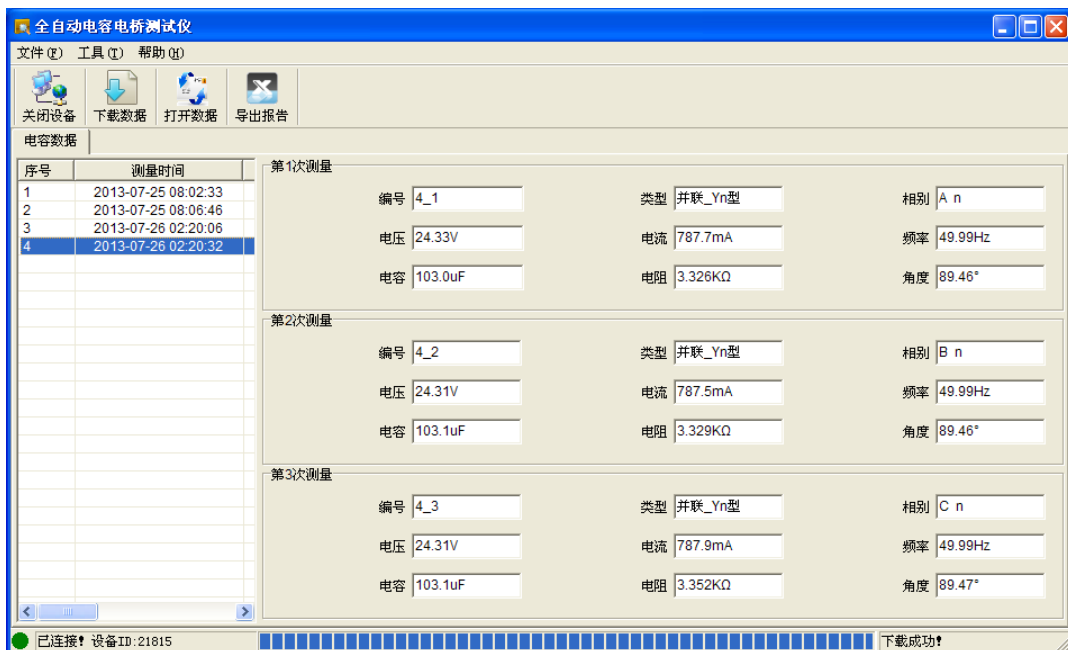 全自动电容电桥测试仪
文件(F) 工具(T) 帮助(H)
关闭设备 下载数据 打开数据 导出报告
电容数据
序号 测量时间
1 2013-07-25 08:02:33
2 2013-07-25 08:06:46
3 2013-07-26 02:20:06
4 2013-07-26 02:20:32
第1次测量
编号 4_1 类型 并联_Yn型 相别 A n
电压 24.33V 电流 787.7mA 频率 49.99Hz
电容 103.0uF 电阻 3.326KΩ 角度 89.46°
第2次测量
编号 4_2 类型 并联_Yn型 相别 B n
电压 24.31V 电流 787.5mA 频率 49.99Hz
电容 103.1uF 电阻 3.329KΩ 角度 89.46°
第3次测量
编号 4_3 类型 并联_Yn型 相别 C n
电压 24.31V 电流 787.9mA 频率 49.99Hz
电容 103.1uF 电阻 3.352KΩ 角度 89.47°
已连接! 设备ID:21815 下载成功!